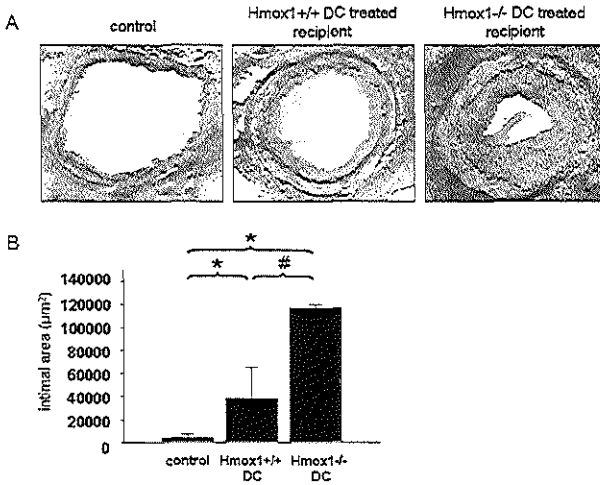 A
control
Hmox1+/+ DC treated
recipient
Hmox1-/- DC treated
recipient
B
*
*
#
intimal area (µm²)
140000
120000
100000
80000
60000
40000
20000
0
control
Hmox1+/+
DC
Hmox1-/-
DC